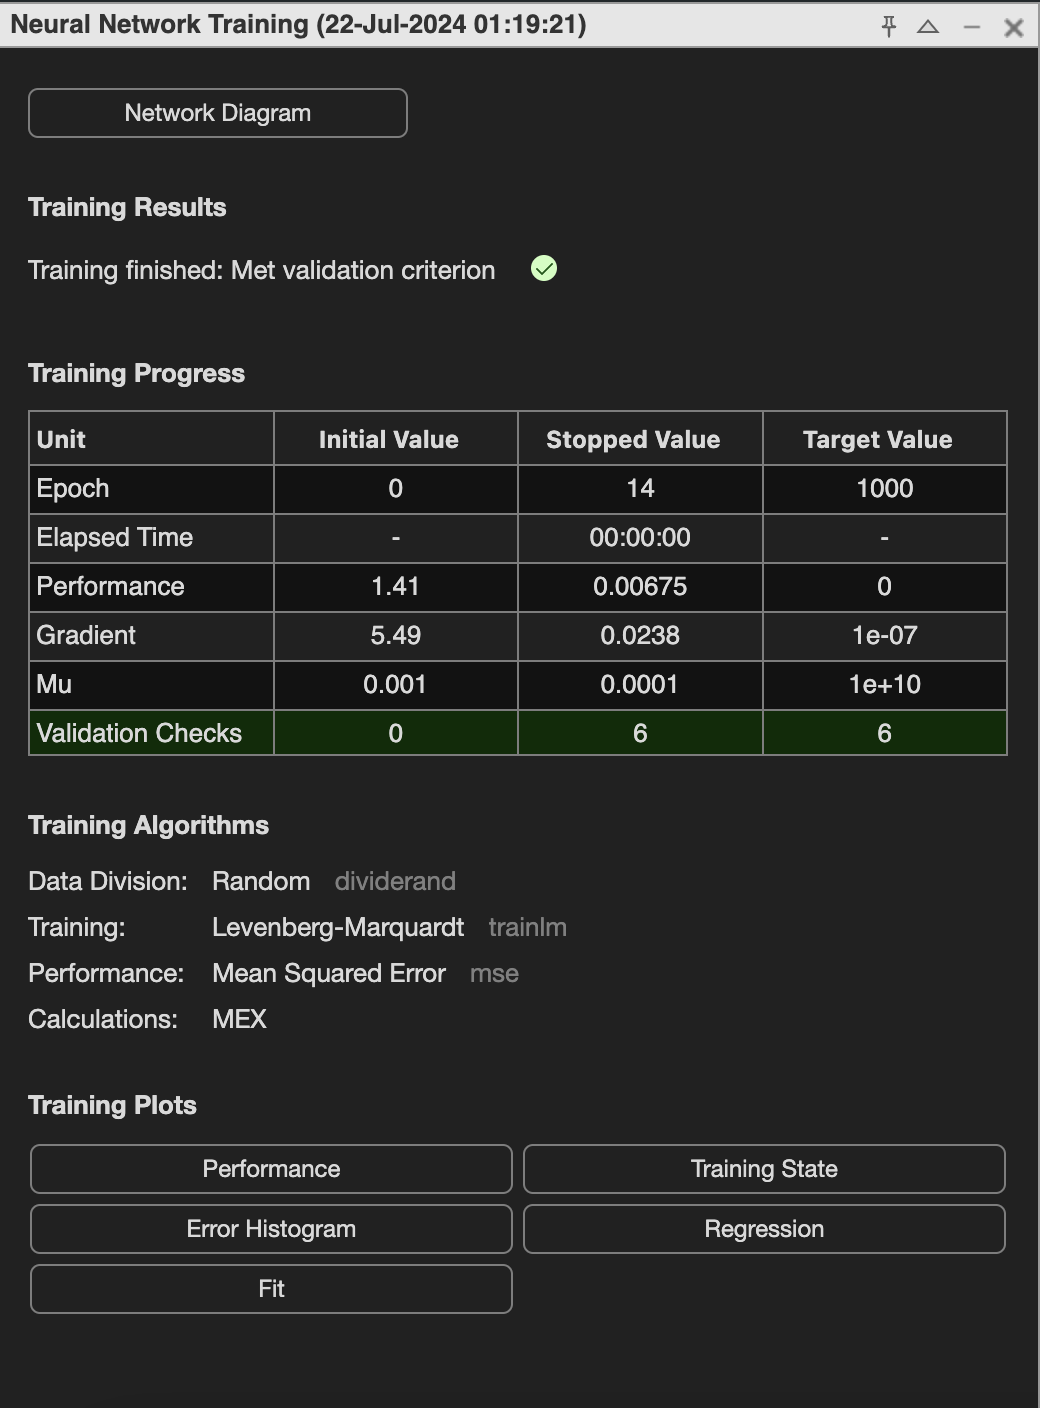 Neural Network Training (22-Jul-2024 01:19:21)
Network Diagram
Training Results
Training finished: Met validation criterion
Training Progress
Unit Initial Value Stopped Value Target Value
Epoch 0 14 1000
Elapsed Time - 00:00:00 -
Performance 1.41 0.00675 0
Gradient 5.49 0.0238 1e-07
Mu 0.001 0.0001 1e+10
Validation Checks 0 6 6
Training Algorithms
Data Division: Random dividerand
Training: Levenberg-Marquardt trainlm
Performance: Mean Squared Error mse
Calculations: MEX
Training Plots
Performance Training State
Error Histogram Regression
Fit